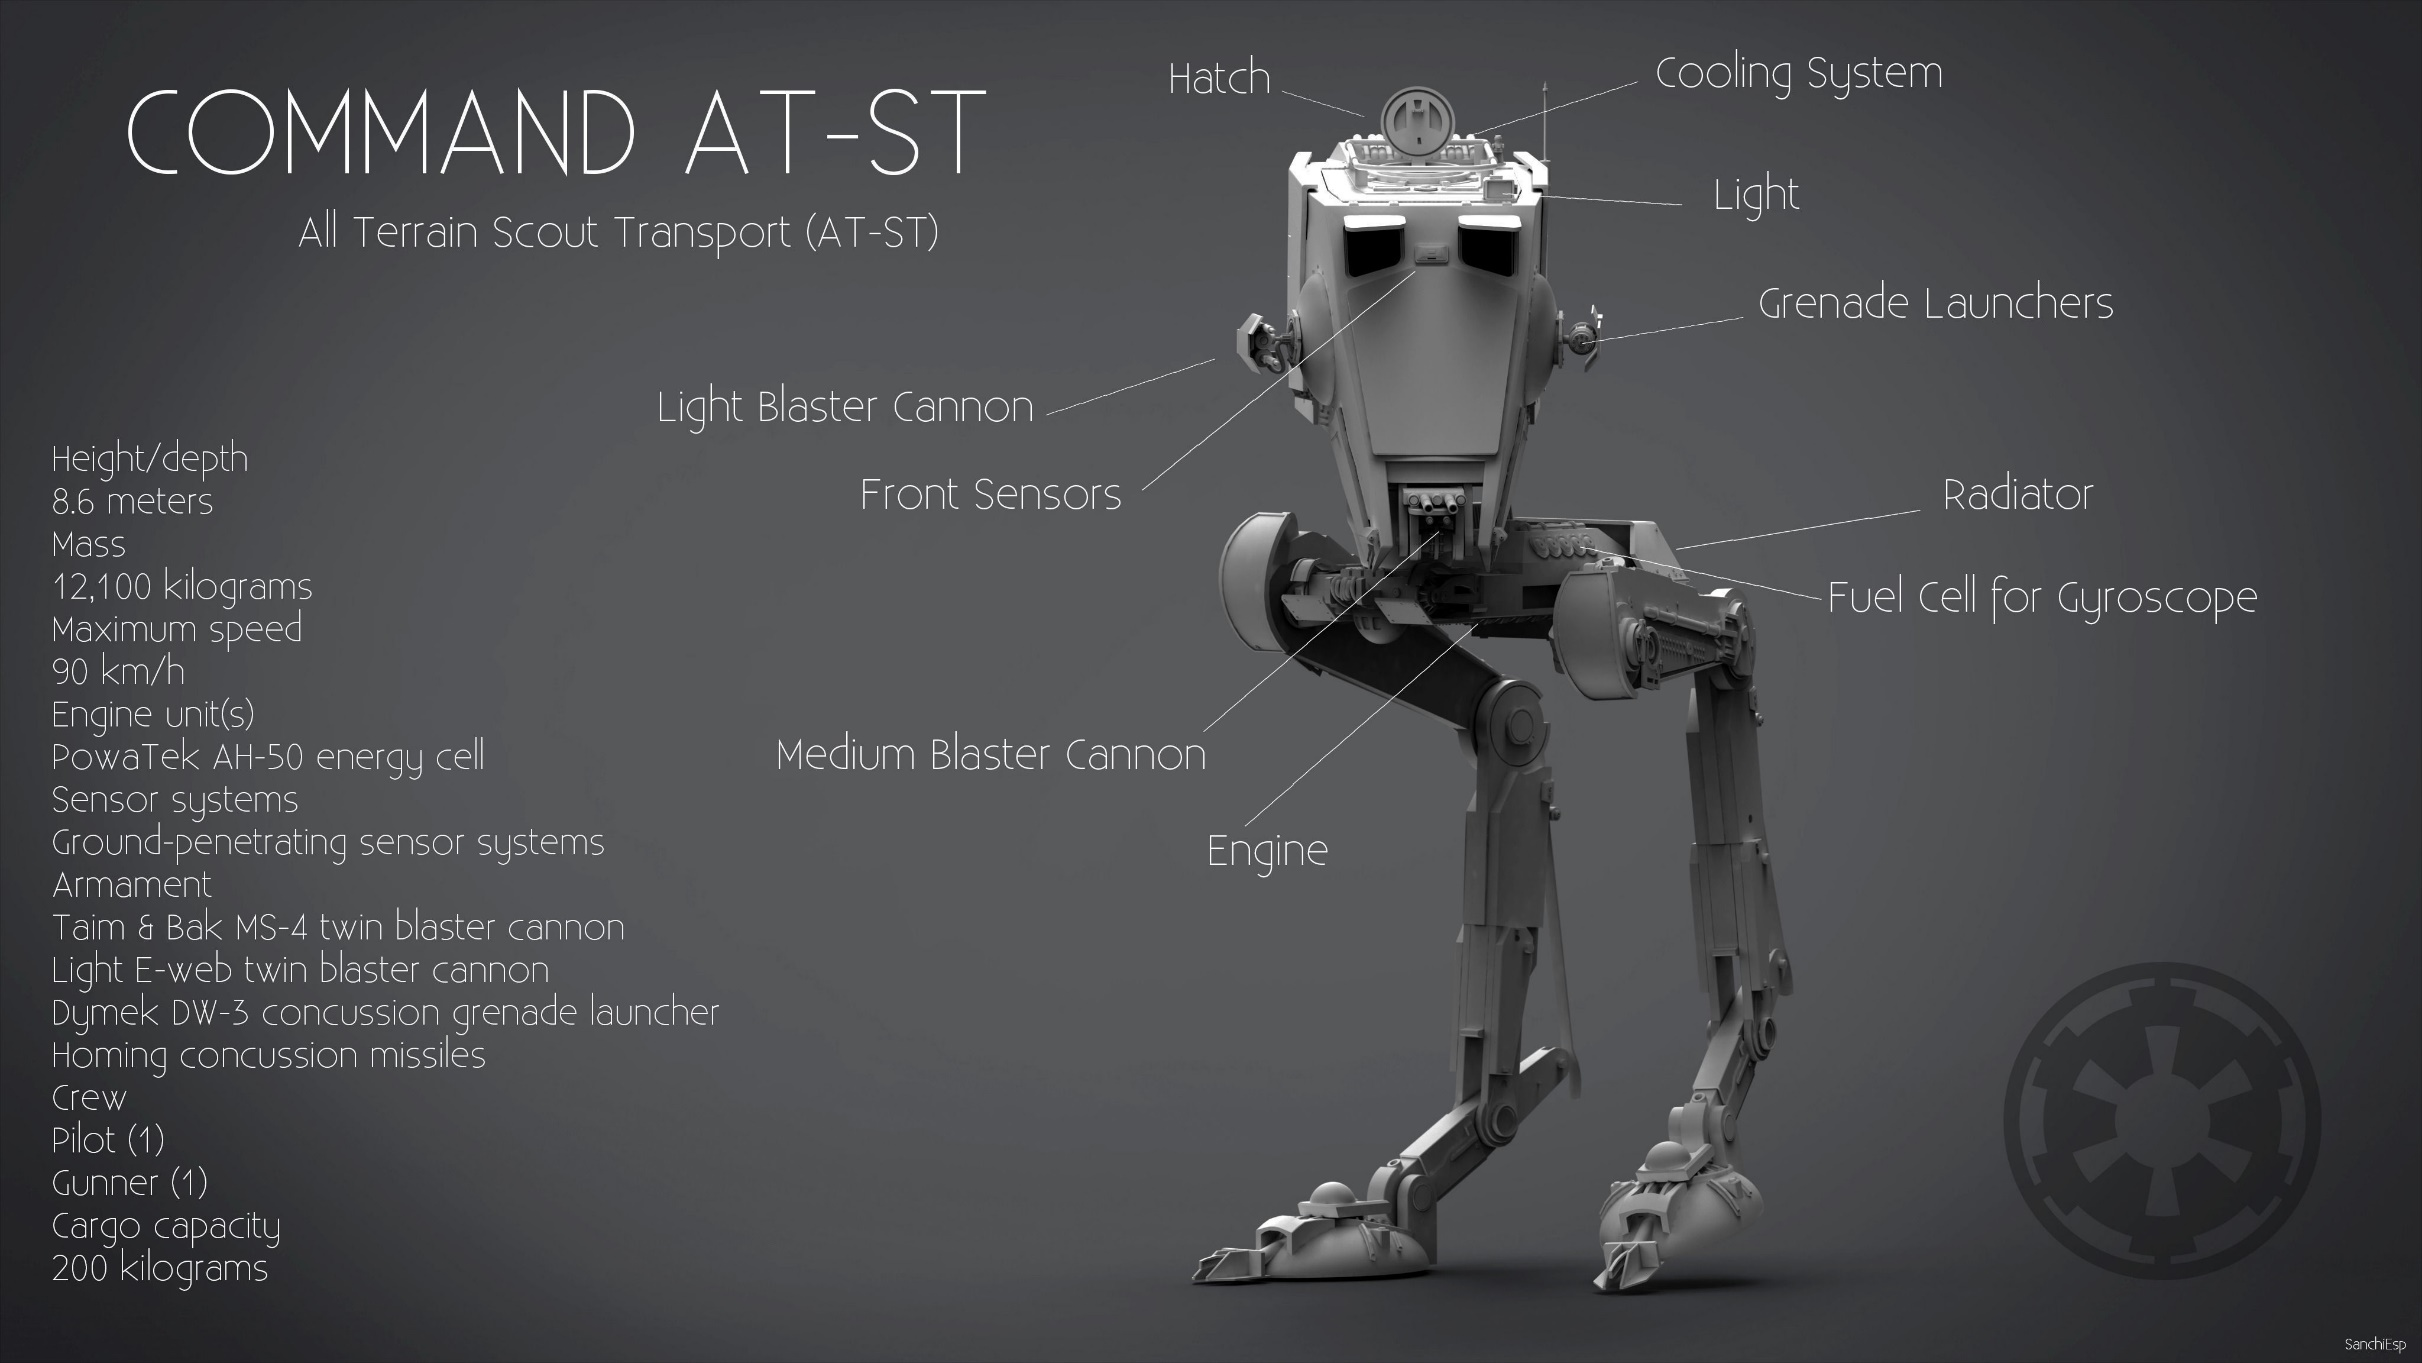 COMMAND AT-ST
All Terrain Scout Transport (AT-ST)
Hatch
Cooling System
Light
Grenade Launchers
Light Blaster Cannon
Front Sensors
Radiator
Fuel Cell for Gyroscope
Medium Blaster Cannon
Engine
Height/depth
8.6 meters
Mass
12,100 kilograms
Maximum speed
90 km/h
Engine unit(s)
PowaTek AH-50 energy cell
Sensor systems
Ground-penetrating sensor systems
Armament
Taim & Bak MS-4 twin blaster cannon
Light E-web twin blaster cannon
Dymek DW-3 concussion grenade launcher
Homing concussion missiles
Crew
Pilot (1)
Gunner (1)
Cargo capacity
200 kilograms
SanchiEsp